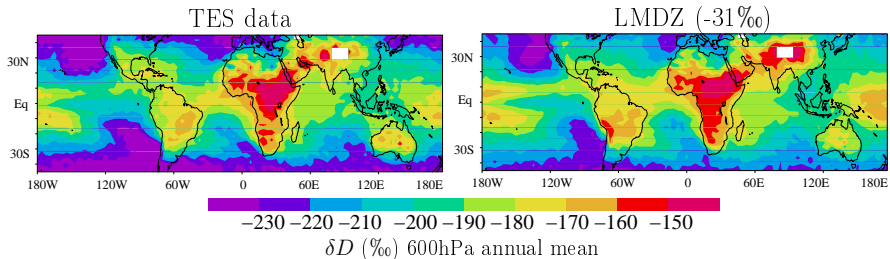 TES data LMDZ (-31‰)
30N 30N
Eq Eq
30S 30S
180W 120W 60W 0 60E 120E 180E 180W 120W 60W 0 60E 120E 180E
−230 −220 −210 −200 −190 −180 −170 −160 −150
δD (‰) 600hPa annual mean